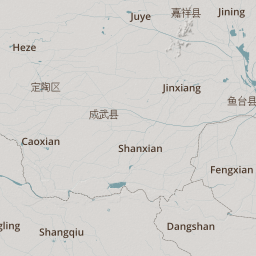 嘉祥县
Jining
Juye
Heze
定陶区
Jinxiang
鱼台县
成武县
Caoxian
Shanxian
Fengxian
gling
Shangqiu
Dangshan